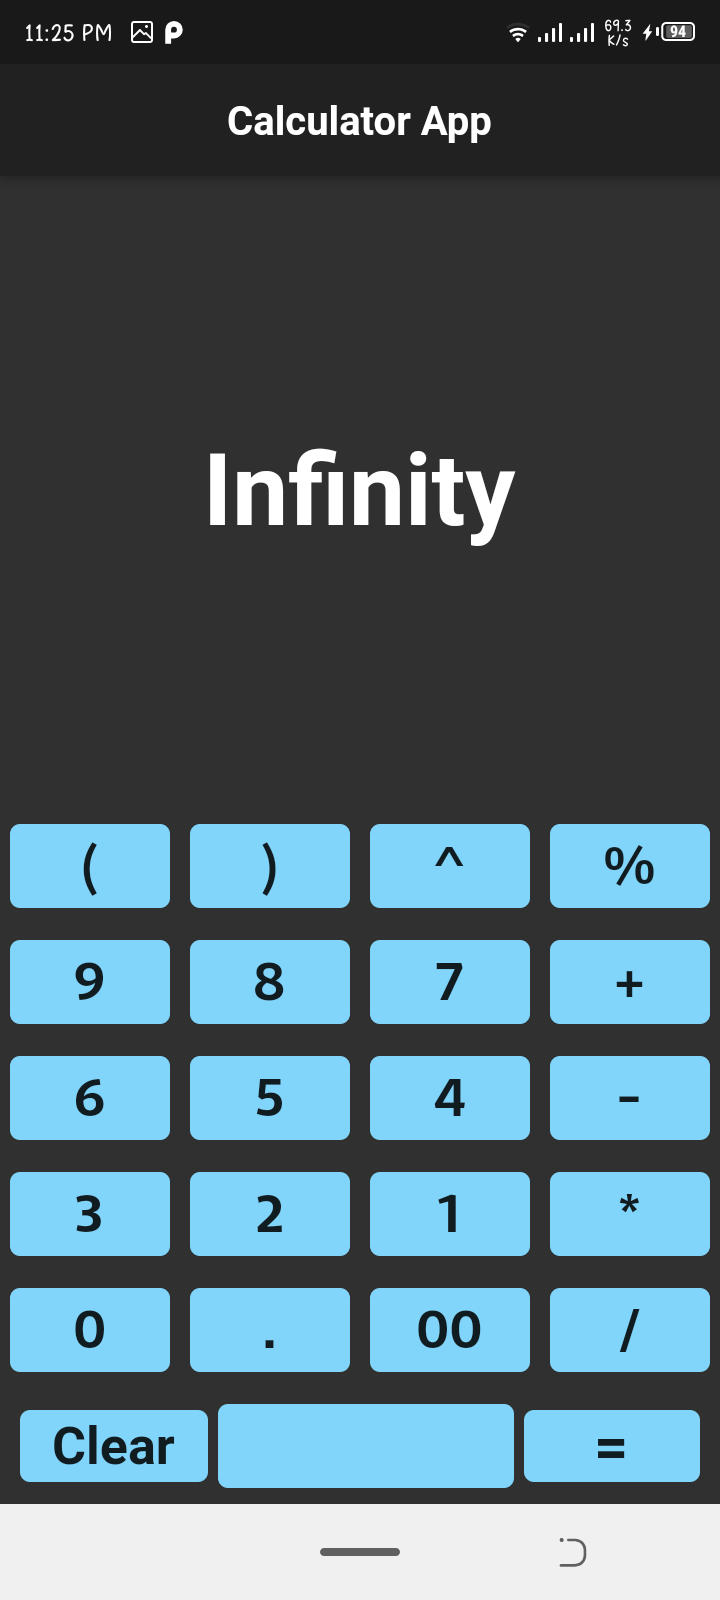 11:25 PM 69.3 K/s 94
Calculator App
Infinity
( ) ^ %
9 8 7 +
6 5 4 -
3 2 1 *
0 . 00 /
Clear =